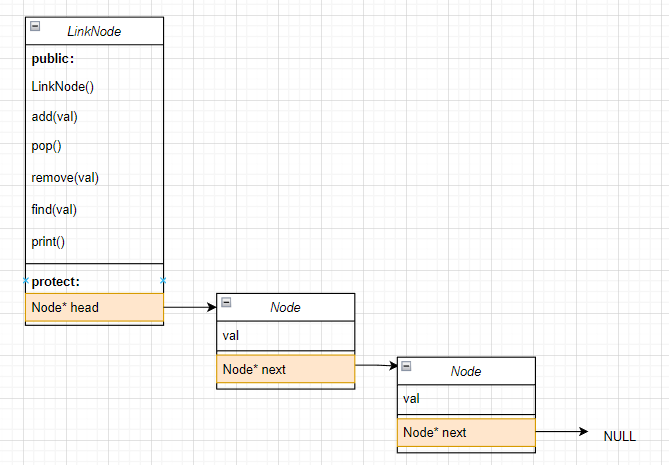 LinkNode
public:
LinkNode()
add(val)
pop()
remove(val)
find(val)
print()
protect:
Node* head
Node
val
Node* next
Node
val
Node* next
NULL